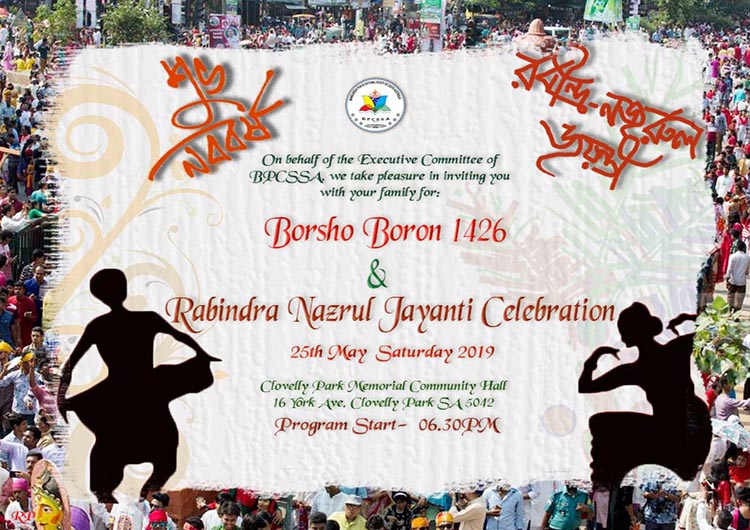 শুভ
নববর্ষ
রবীন্দ্র-নজরুল
জয়ন্তী
BPCSSA
On behalf of the Executive Committee of
BPCSSA, we take pleasure in inviting you
with your family for:
Borsho Boron 1426
&
Rabindra Nazrul Jayanti Celebration
25th May Saturday 2019
Clovelly Park Memorial Community Hall
16 York Ave, Clovelly Park SA 5042
Program Start- 06.30PM
RP